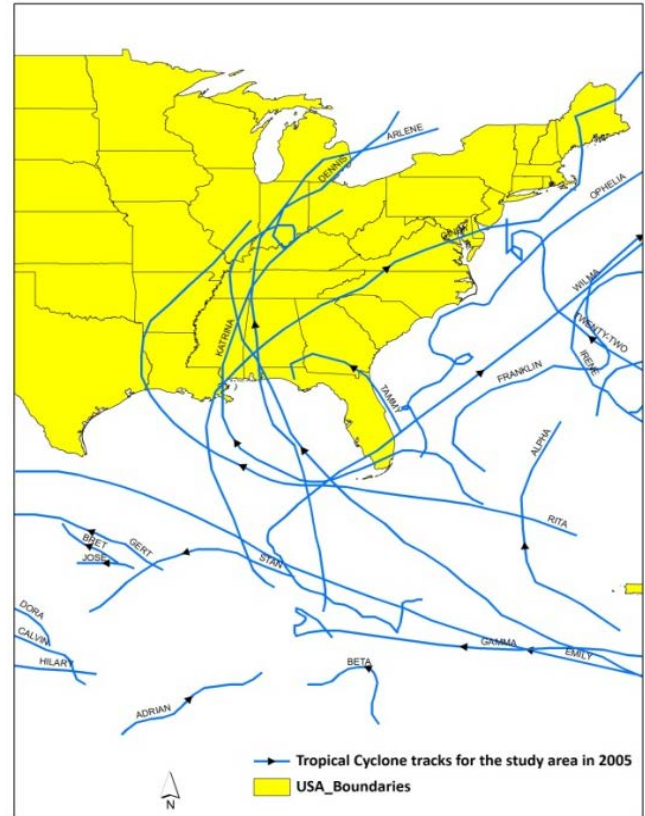 ARLENE
DENNIS
OPHELIA
WILMA
KATRINA
TWENTY-TWO
IRENE
FRANKLIN
TAMMY
ALPHA
RITA
GERT
BRET
JOSE
STAN
DORA
CALVIN
HILARY
GAMMA
EMILY
BETA
ADRIAN
Tropical Cyclone tracks for the study area in 2005
USA_Boundaries
N